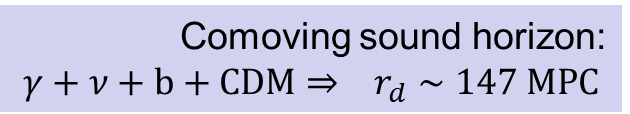 Comoving sound horizon:
γ + ν + b + CDM ⇒ r_d ~ 147 MPC